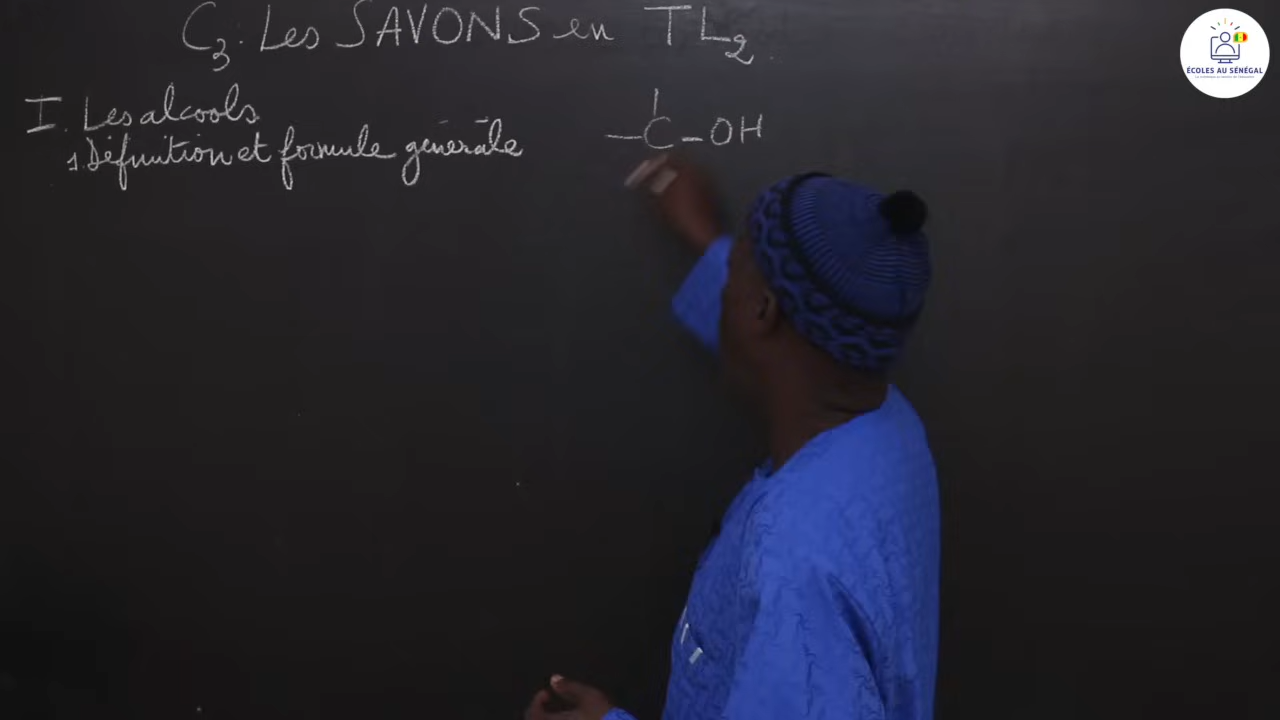 C3. Les SAVONS en TL2.
I. Les alcools
1. Définition et formule générale
– C – OH
ÉCOLES AU SÉNÉGAL